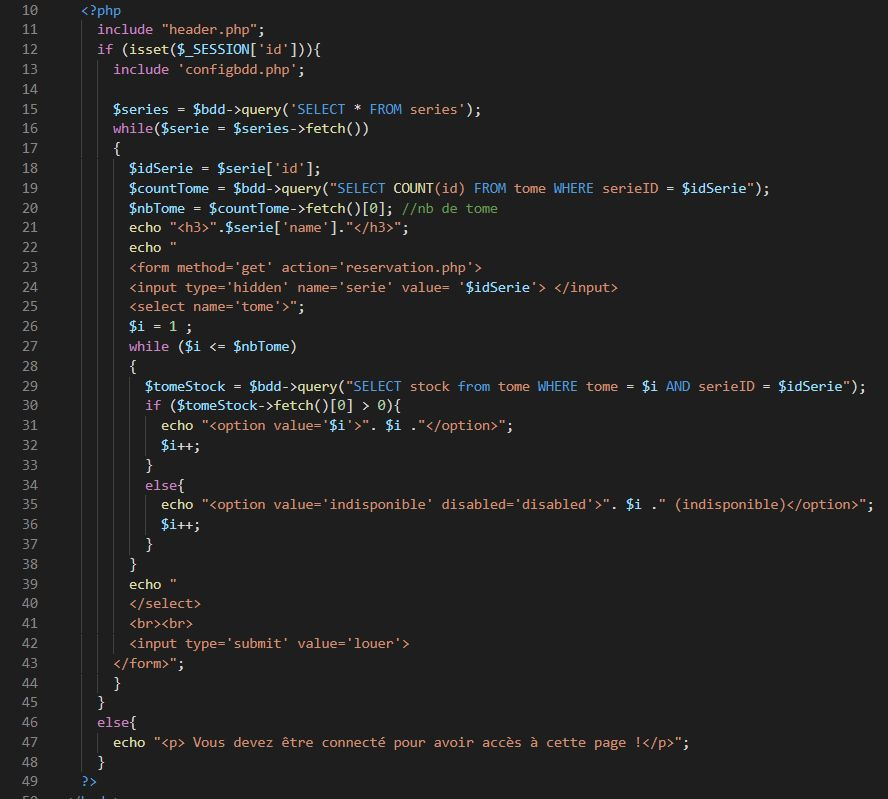 10 <?php
11 include "header.php";
12 if (isset($_SESSION['id'])){
13 include 'configbdd.php';
14
15 $series = $bdd->query('SELECT * FROM series');
16 while($serie = $series->fetch())
17 {
18 $idSerie = $serie['id'];
19 $countTome = $bdd->query("SELECT COUNT(id) FROM tome WHERE serieID = $idSerie");
20 $nbTome = $countTome->fetch()[0]; //nb de tome
21 echo "<h3>".$serie['name']."</h3>";
22 echo "
23 <form method='get' action='reservation.php'>
24 <input type='hidden' name='serie' value= '$idSerie'> </input>
25 <select name='tome'>";
26 $i = 1 ;
27 while ($i <= $nbTome)
28 {
29 $tomeStock = $bdd->query("SELECT stock from tome WHERE tome = $i AND serieID = $idSerie");
30 if ($tomeStock->fetch()[0] > 0){
31 echo "<option value='$i'>". $i ."</option>";
32 $i++;
33 }
34 else{
35 echo "<option value='indisponible' disabled='disabled'>". $i ." (indisponible)</option>";
36 $i++;
37 }
38 }
39 echo "
40 </select>
41 <br><br>
42 <input type='submit' value='louer'>
43 </form>";
44 }
45 }
46 else{
47 echo "<p> Vous devez être connecté pour avoir accès à cette page !</p>";
48 }
49 ?>